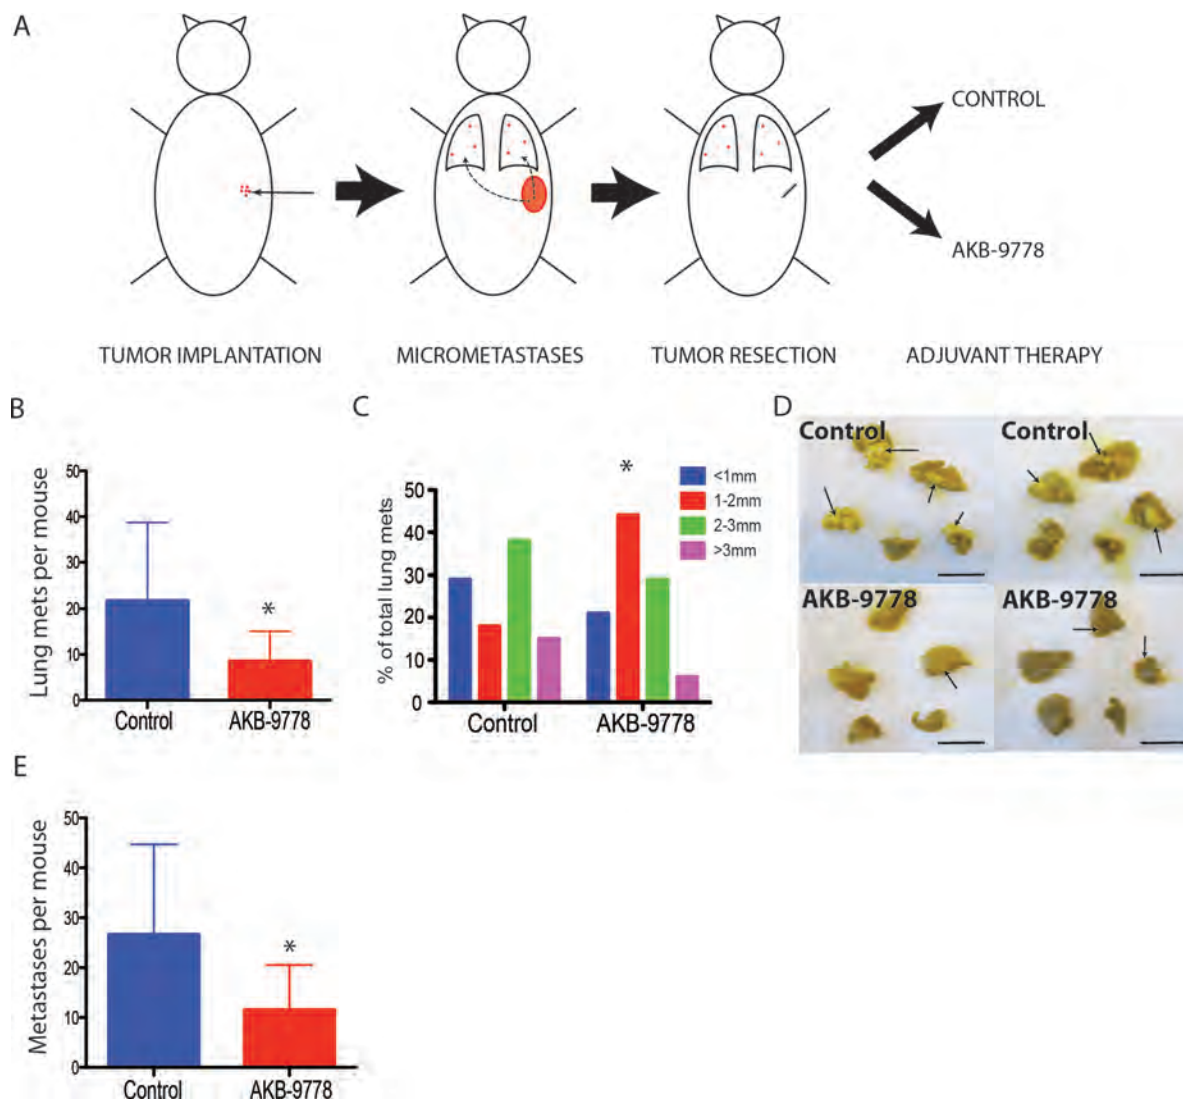 A
CONTROL
AKB-9778
TUMOR IMPLANTATION
MICROMETASTASES
TUMOR RESECTION
ADJUVANT THERAPY
B
Lung mets per mouse
50
40
30
20
10
0
*
Control
AKB-9778
C
% of total lung mets
50
40
30
20
10
0
*
<1mm
1-2mm
2-3mm
>3mm
Control
AKB-9778
D
Control
Control
AKB-9778
AKB-9778
E
Metastases per mouse
50
40
30
20
10
0
*
Control
AKB-9778